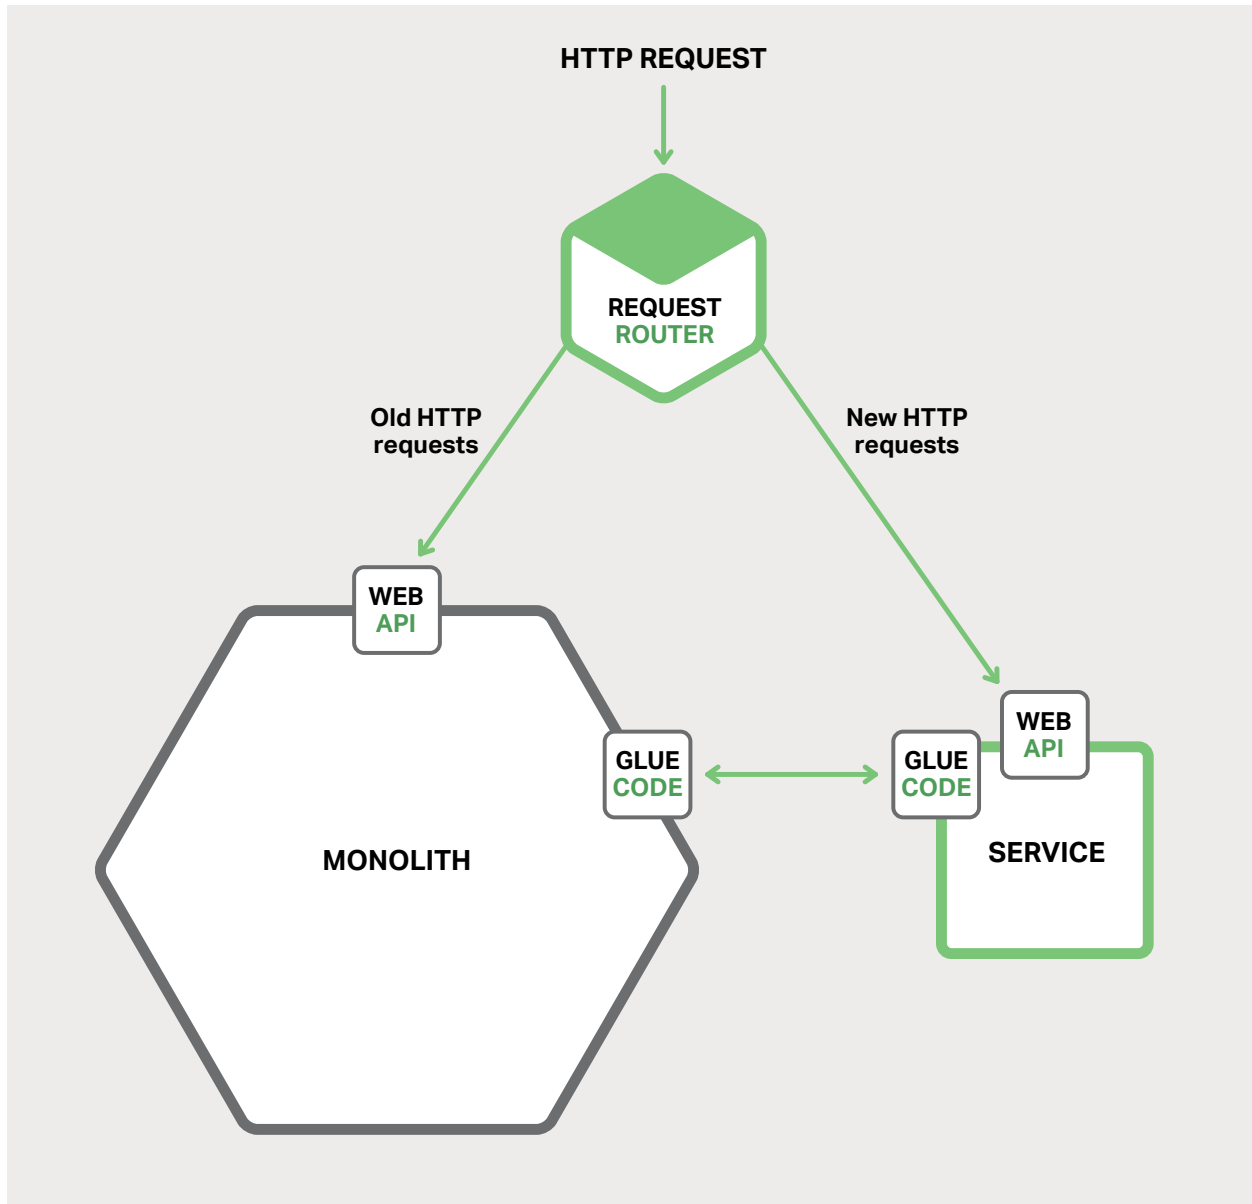 HTTP REQUEST
REQUEST
ROUTER
Old HTTP
requests
New HTTP
requests
WEB
API
WEB
API
GLUE
CODE
GLUE
CODE
MONOLITH
SERVICE